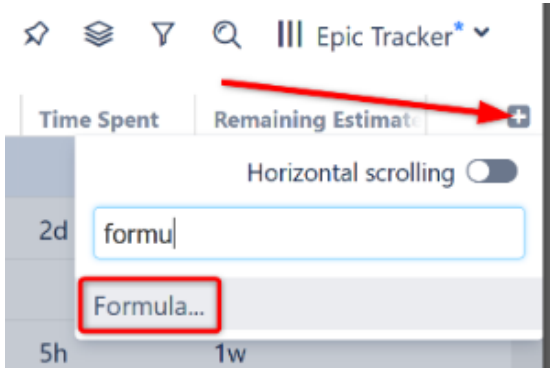 Epic Tracker*
Time Spent Remaining Estimate
Horizontal scrolling
2d
formu
Formula...
5h 1w